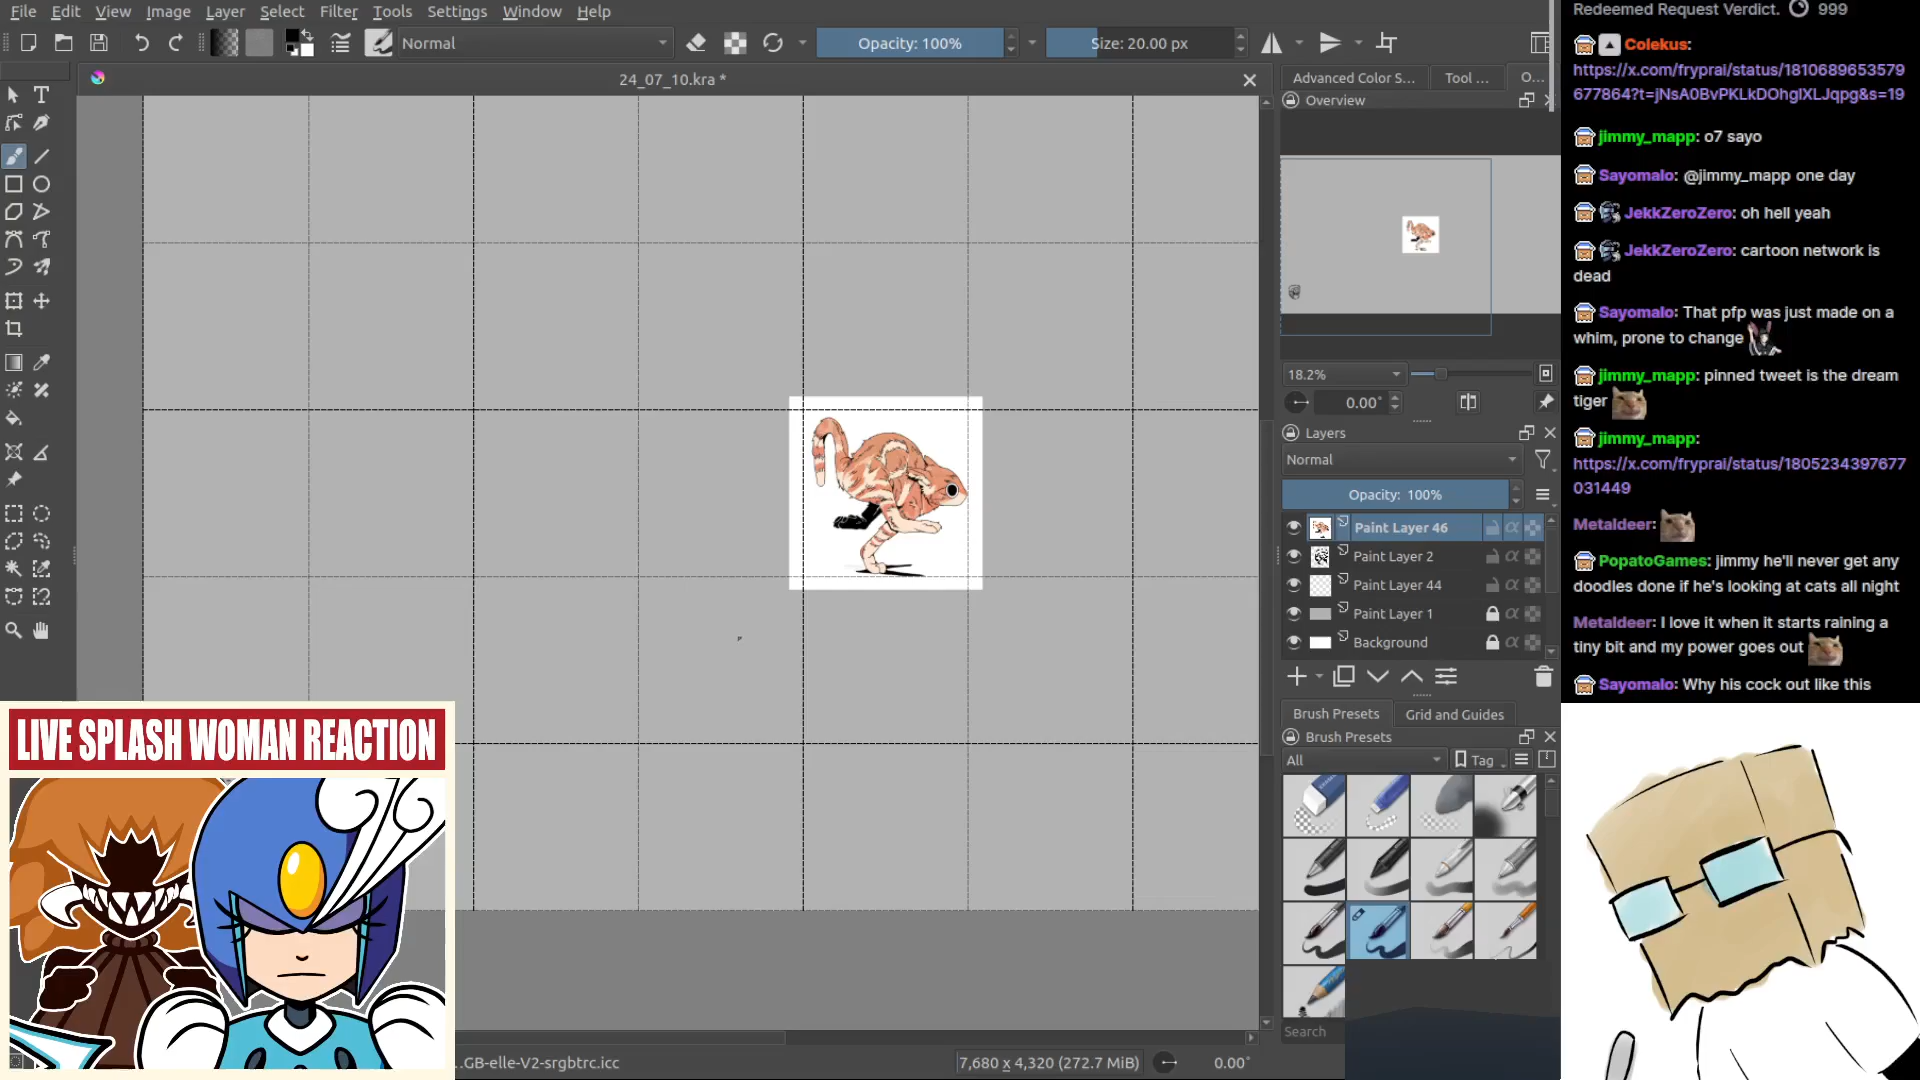 File Edit View Image Layer Select Filter Tools Settings Window Help
Normal
Opacity: 100%
Size: 20.00 px
24_07_10.kra *
Advanced Color S...
Tool ...
O...
Overview
18.2%
0.00°
Layers
Normal
Opacity: 100%
Paint Layer 46
Paint Layer 2
Paint Layer 44
Paint Layer 1
Background
Brush Presets
Grid and Guides
Brush Presets
All
Tag
Search
...GB-elle-V2-srgbtrc.icc
7,680 x 4,320 (272.7 MiB)
0.00°
LIVE SPLASH WOMAN REACTION
Redeemed Request Verdict. 999
Colekus:
https://x.com/fryprai/status/1810689653579
677864?t=jNsA0BvPKLkDOhglXLJqpg&s=19
jimmy_mapp: o7 sayo
Sayomalo: @jimmy_mapp one day
JekkZeroZero: oh hell yeah
JekkZeroZero: cartoon network is
dead
Sayomalo: That pfp was just made on a
whim, prone to change
jimmy_mapp: pinned tweet is the dream
tiger
jimmy_mapp:
https://x.com/fryprai/status/1805234397677
031449
Metaldeer:
PopatoGames: jimmy he'll never get any
doodles done if he's looking at cats all night
Metaldeer: I love it when it starts raining a
tiny bit and my power goes out
Sayomalo: Why his cock out like this